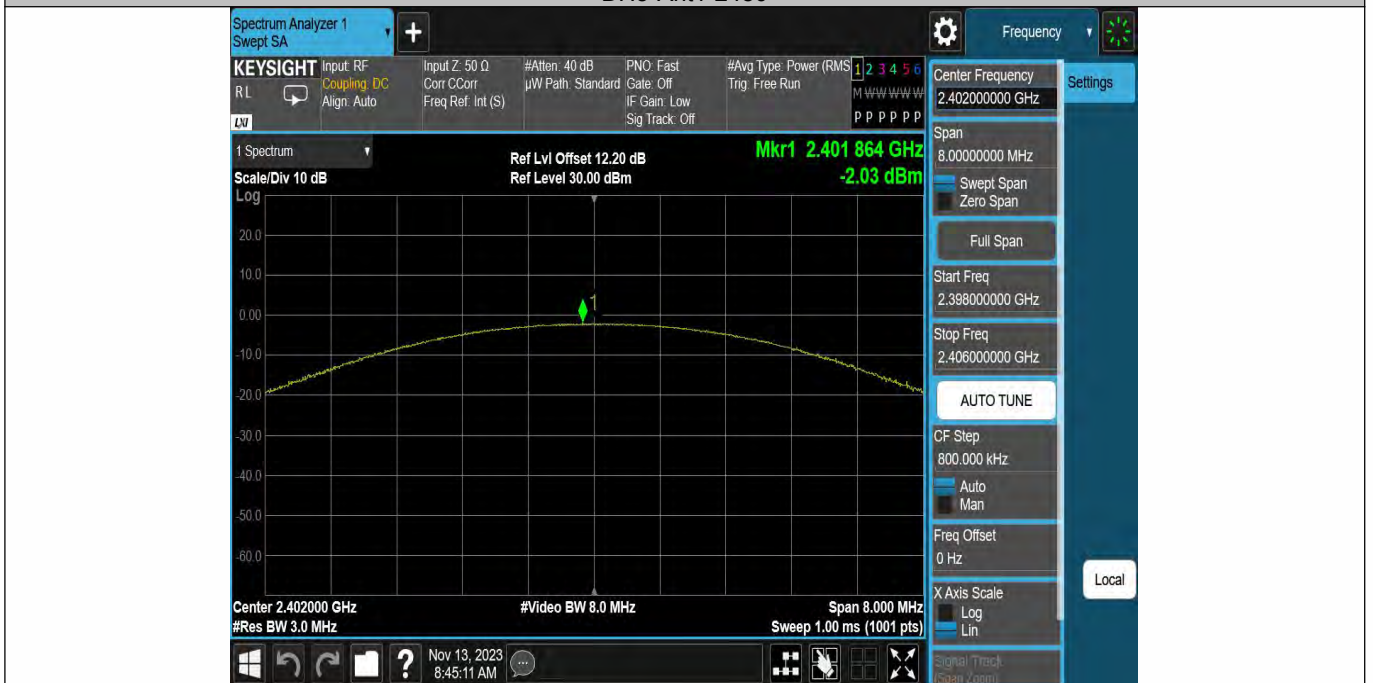 Spectrum Analyzer 1
Swept SA
+
Frequency
KEYSIGHT
RL
LXI
Input: RF
Coupling: DC
Align: Auto
Input Z: 50 Ω
Corr CCorr
Freq Ref: Int (S)
#Atten: 40 dB
µW Path: Standard
PNO: Fast
Gate: Off
IF Gain: Low
Sig Track: Off
#Avg Type: Power (RMS
Trig: Free Run
1 2 3 4 5 6
M W W W W W
P P P P P P
1 Spectrum
Scale/Div 10 dB
Ref Lvl Offset 12.20 dB
Ref Level 30.00 dBm
Mkr1 2.401 864 GHz
-2.03 dBm
Log
20.0
10.0
0.00
-10.0
-20.0
-30.0
-40.0
-50.0
-60.0
1
Center 2.402000 GHz
#Res BW 3.0 MHz
#Video BW 8.0 MHz
Span 8.000 MHz
Sweep 1.00 ms (1001 pts)
Center Frequency
2.402000000 GHz
Settings
Span
8.00000000 MHz
Swept Span
Zero Span
Full Span
Start Freq
2.398000000 GHz
Stop Freq
2.406000000 GHz
AUTO TUNE
CF Step
800.000 kHz
Auto
Man
Freq Offset
0 Hz
Local
X Axis Scale
Log
Lin
Signal Track
(Span Zoom)
?
Nov 13, 2023
8:45:11 AM